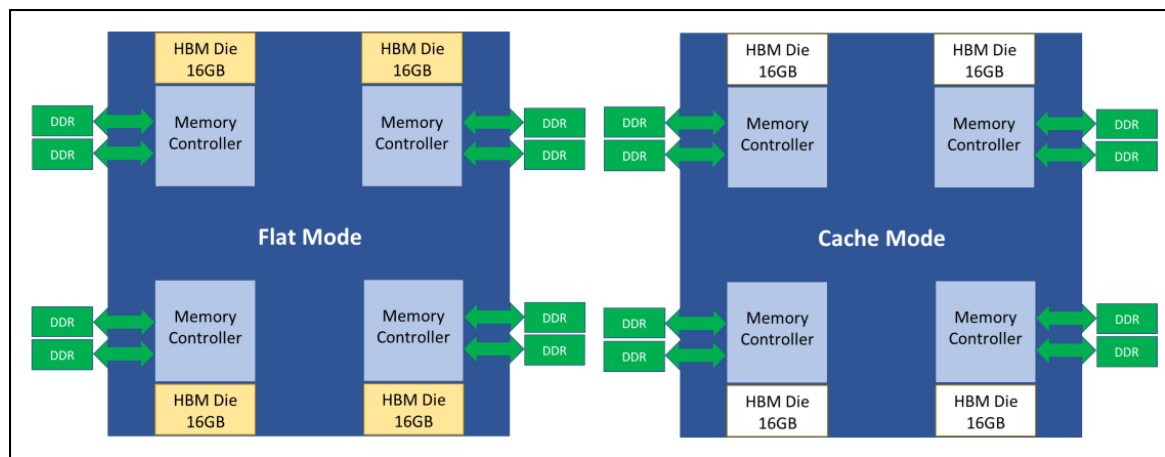 HBM Die
16GB
HBM Die
16GB
DDR
DDR
Memory
Controller
Memory
Controller
DDR
DDR
Flat Mode
DDR
DDR
Memory
Controller
Memory
Controller
DDR
DDR
HBM Die
16GB
HBM Die
16GB
HBM Die
16GB
HBM Die
16GB
DDR
DDR
Memory
Controller
Memory
Controller
DDR
DDR
Cache Mode
DDR
DDR
Memory
Controller
Memory
Controller
DDR
DDR
HBM Die
16GB
HBM Die
16GB